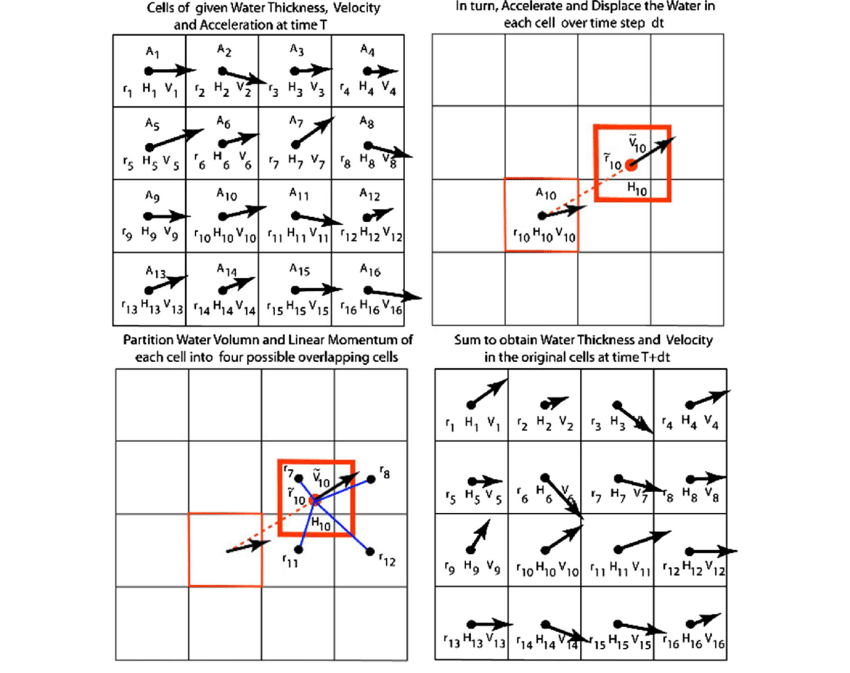 Cells of given Water Thickness, Velocity
and Acceleration at time T
A1 A2 A3 A4
r1 H1 V1 r2 H2 V2 r3 H3 V3 r4 H4 V4
A5 A6 A7 A8
r5 H5 V5 r6 H6 V6 r7 H7 V7 r8 H8 V8
A9 A10 A11 A12
r9 H9 V9 r10 H10 V10 r11 H11 V11 r12 H12 V12
A13 A14 A15 A16
r13 H13 V13 r14 H14 V14 r15 H15 V15 r16 H16 V16
In turn, Accelerate and Displace the Water in
each cell over time step dt
Ṽ10
r̃10
H10
A10
r10 H10 V10
Partition Water Volumn and Linear Momentum of
each cell into four possible overlapping cells
r7 Ṽ10 r8
r̃10
H10
r11 r12
Sum to obtain Water Thickness and Velocity
in the original cells at time T+dt
r1 H1 V1 r2 H2 V2 r3 H3 r4 H4 V4
r5 H5 V5 r6 H6 V6 r7 H7 V7 r8 H8 V8
r9 H9 V9 r10 H10 V10 r11 H11 V11 r12 H12 V12
r13 H13 V13 r14 H14 V14 r15 H15 V15 r16 H16 V16